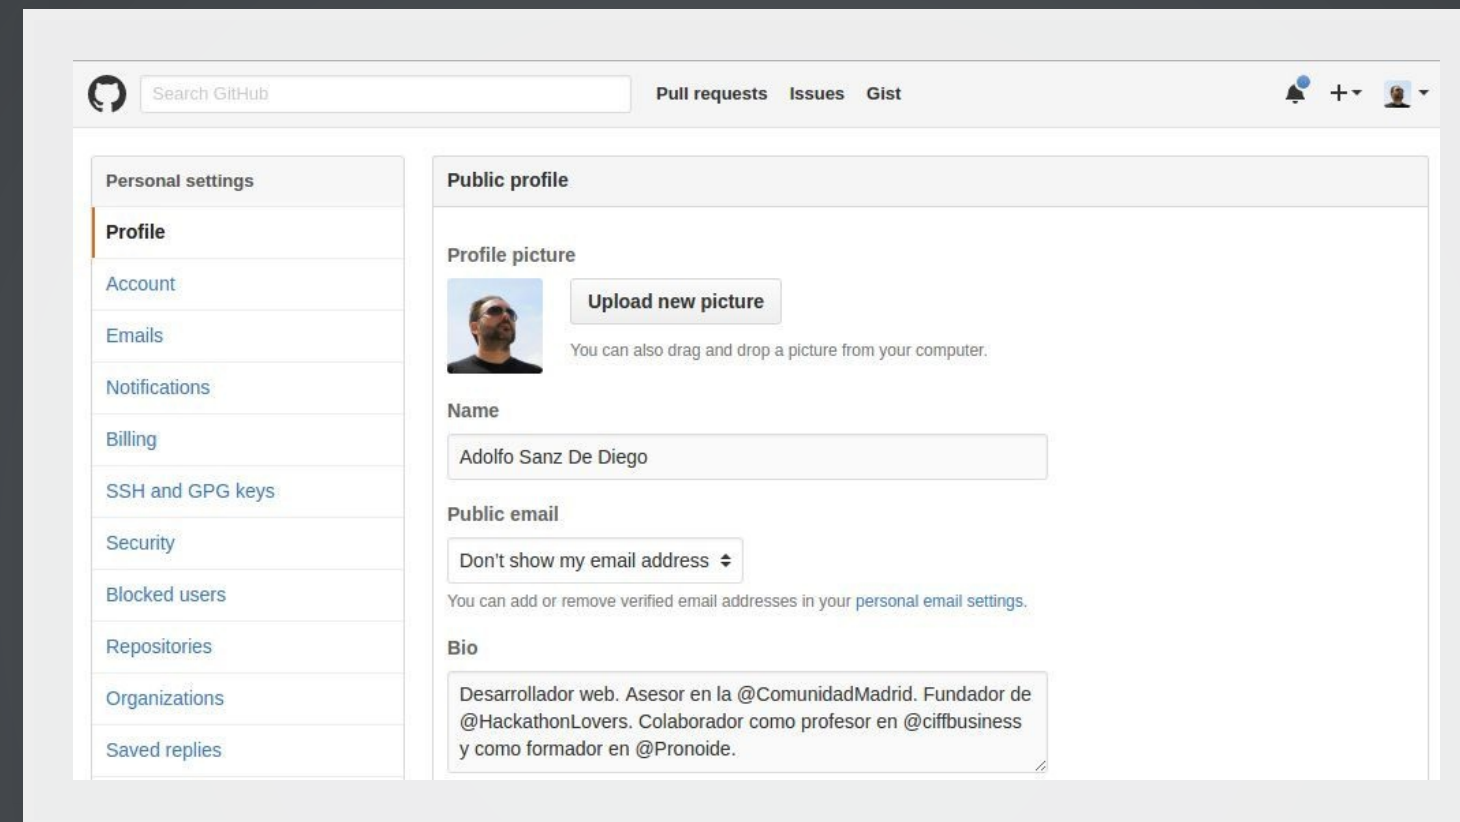 Search GitHub
Pull requests Issues Gist
Personal settings
Profile
Account
Emails
Notifications
Billing
SSH and GPG keys
Security
Blocked users
Repositories
Organizations
Saved replies
Public profile
Profile picture
Upload new picture
You can also drag and drop a picture from your computer.
Name
Adolfo Sanz De Diego
Public email
Don't show my email address
You can add or remove verified email addresses in your personal email settings.
Bio
Desarrollador web. Asesor en la @ComunidadMadrid. Fundador de
@HackathonLovers. Colaborador como profesor en @ciffbusiness
y como formador en @Pronoide.